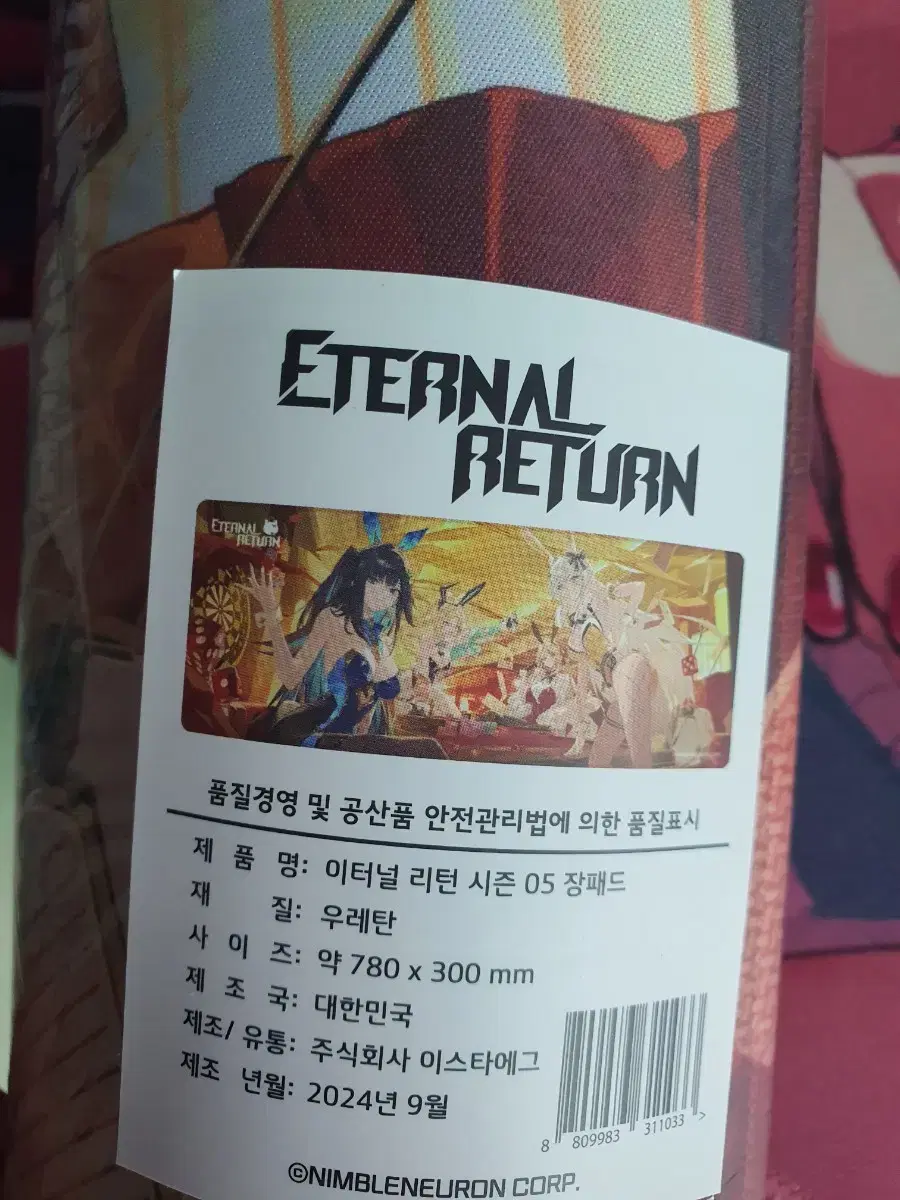 ETERNAL
RETURN
ETERNAL
RETURN
품질경영 및 공산품 안전관리법에 의한 품질표시
제 품 명: 이터널 리턴 시즌 05 장패드
재 질: 우레탄
사 이 즈: 약 780 x 300 mm
제 조 국: 대한민국
제조/ 유통: 주식회사 이스타에그
제조 년월: 2024년 9월
8 809983 311033 >
©NIMBLENEURON CORP.